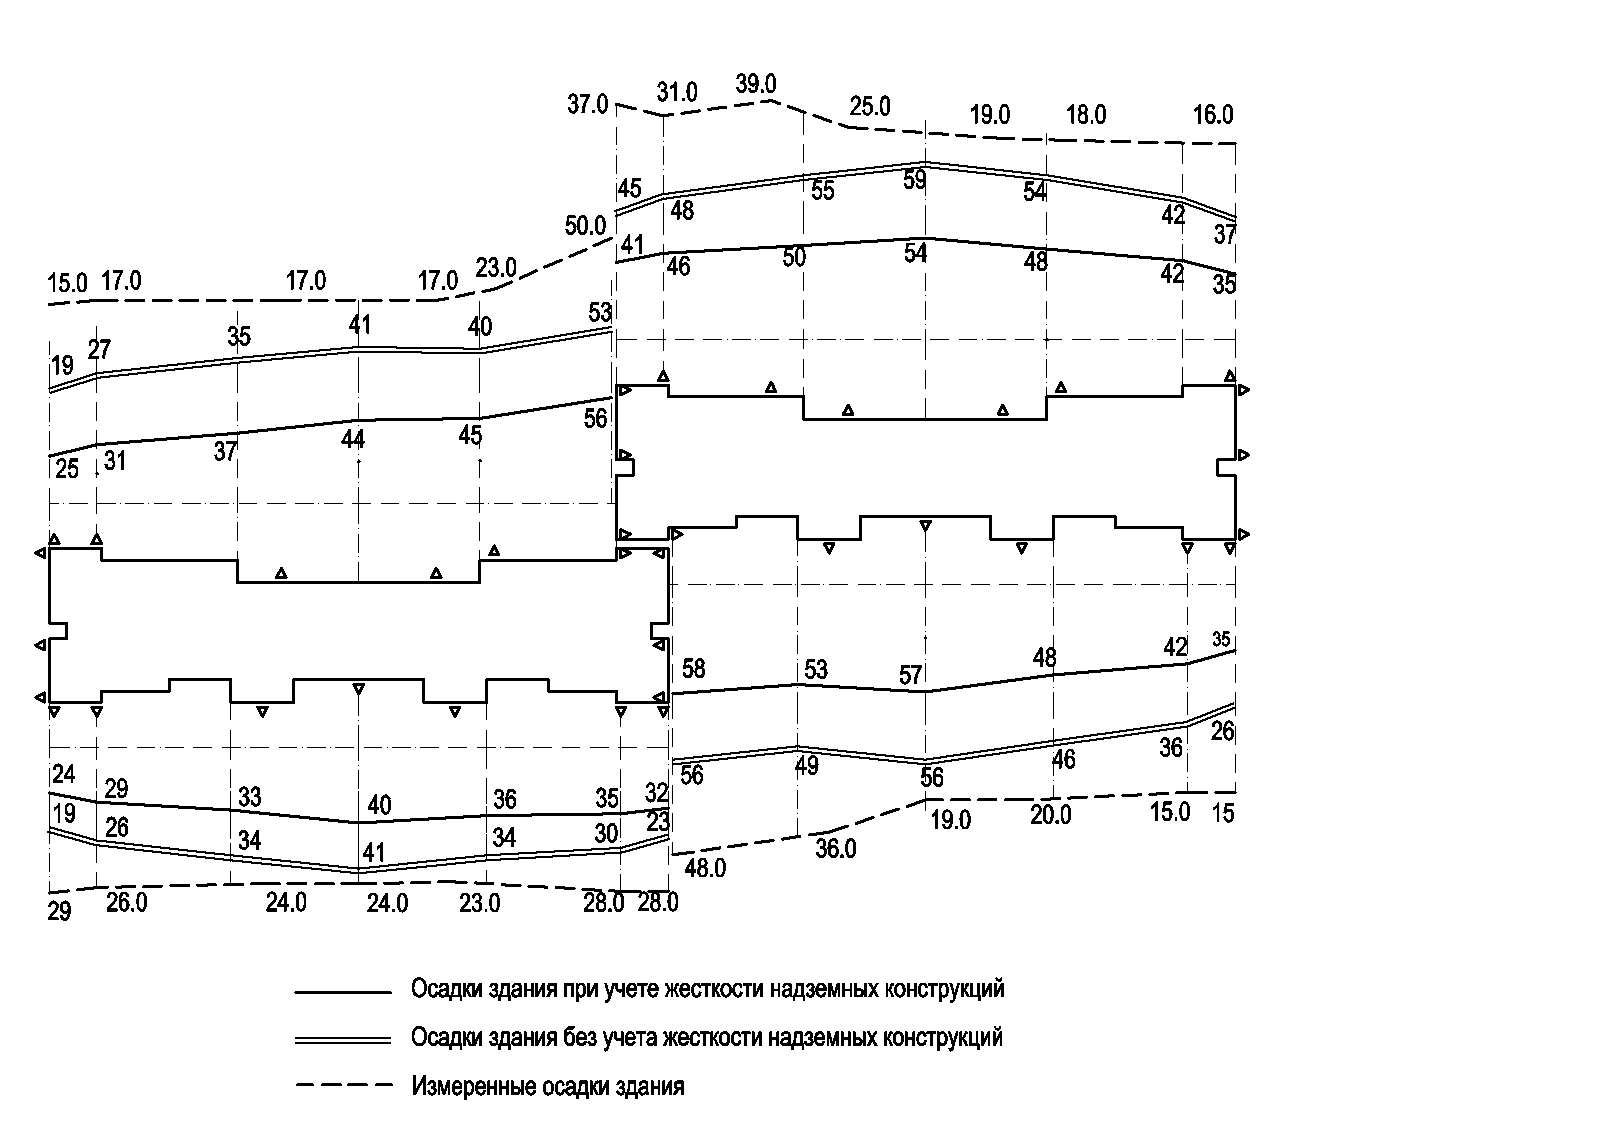 37.0 31.0 39.0 25.0 19.0 18.0 16.0
45 48 55 59 54 42 37
41 46 50 54 48 42 35
15.0 17.0 17.0 17.0 23.0 50.0
19 27 35 41 40 53
25 31 37 44 45 56
58 53 57 48 42 35
56 49 56 46 36 26
48.0 36.0 19.0 20.0 15.0 15
24 29 33 40 36 35 32
19 26 34 41 34 30 23
29 26.0 24.0 24.0 23.0 28.0 28.0
Осадки здания при учете жесткости надземных конструкций
Осадки здания без учета жесткости надземных конструкций
Измеренные осадки здания